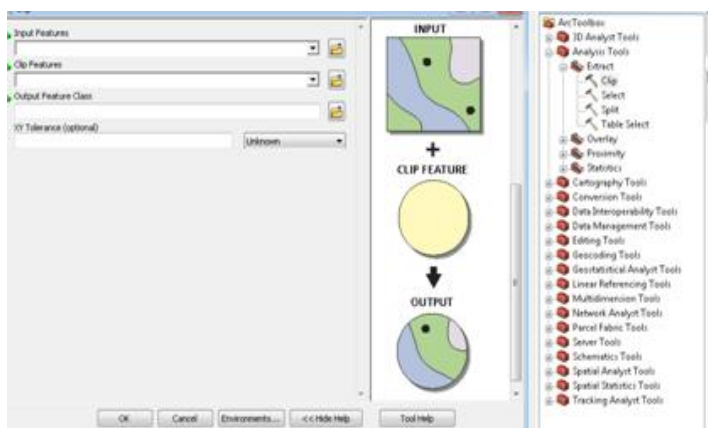 Input Features
Clip Features
Output Feature Class
XY Tolerance (optional)
Unknown
OK
Cancel
Environments...
<< Hide Help
Tool Help
INPUT
+
CLIP FEATURE
OUTPUT
ArcToolbox
3D Analyst Tools
Analysis Tools
Extract
Clip
Select
Split
Table Select
Overlay
Proximity
Statistics
Cartography Tools
Conversion Tools
Data Interoperability Tools
Data Management Tools
Editing Tools
Geocoding Tools
Geostatistical Analyst Tools
Linear Referencing Tools
Multidimension Tools
Network Analyst Tools
Parcel Fabric Tools
Server Tools
Schematics Tools
Spatial Analyst Tools
Spatial Statistics Tools
Tracking Analyst Tools